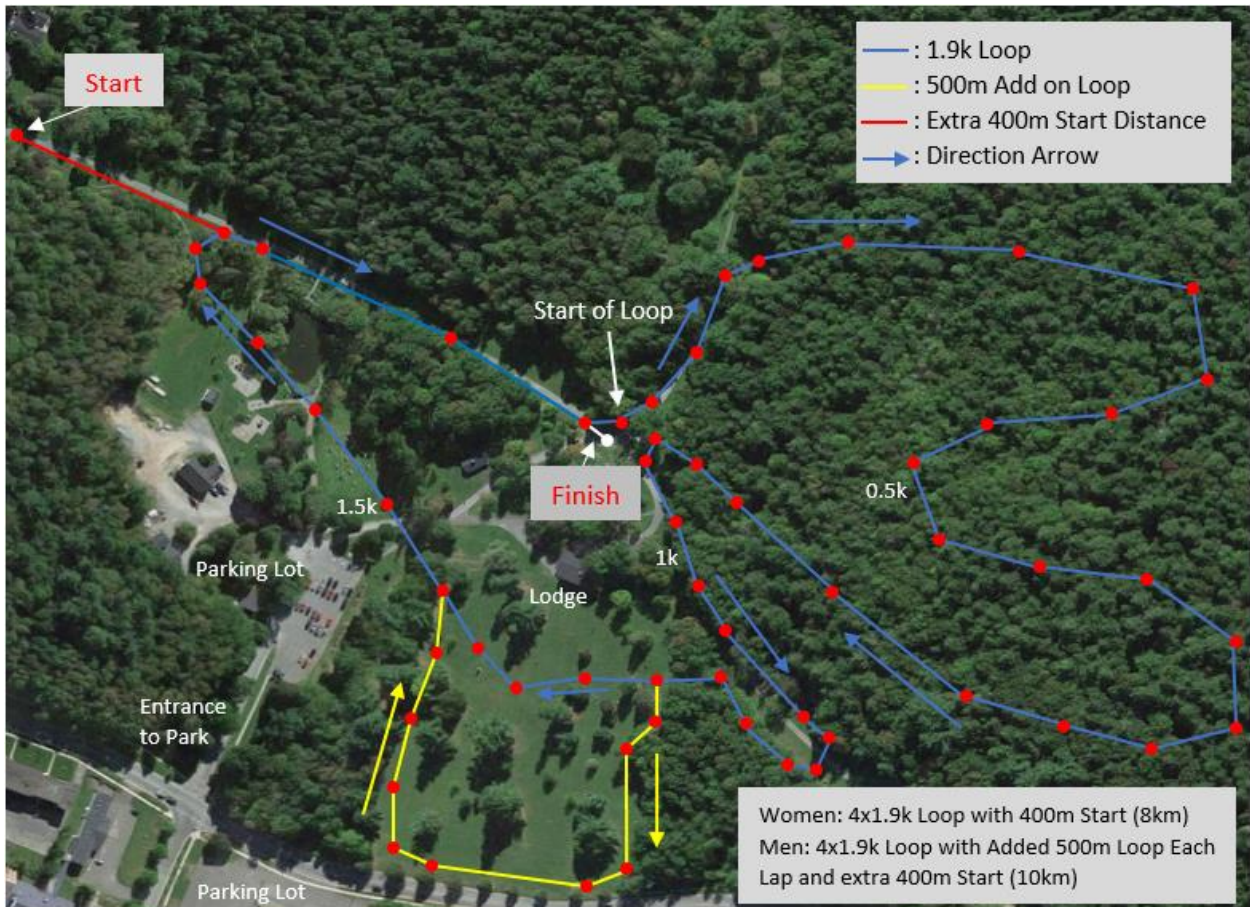 Start
: 1.9k Loop
: 500m Add on Loop
: Extra 400m Start Distance
: Direction Arrow
Start of Loop
Finish
0.5k
1.5k
1k
Parking Lot
Lodge
Entrance
to Park
Parking Lot
Women: 4x1.9k Loop with 400m Start (8km)
Men: 4x1.9k Loop with Added 500m Loop Each
Lap and extra 400m Start (10km)